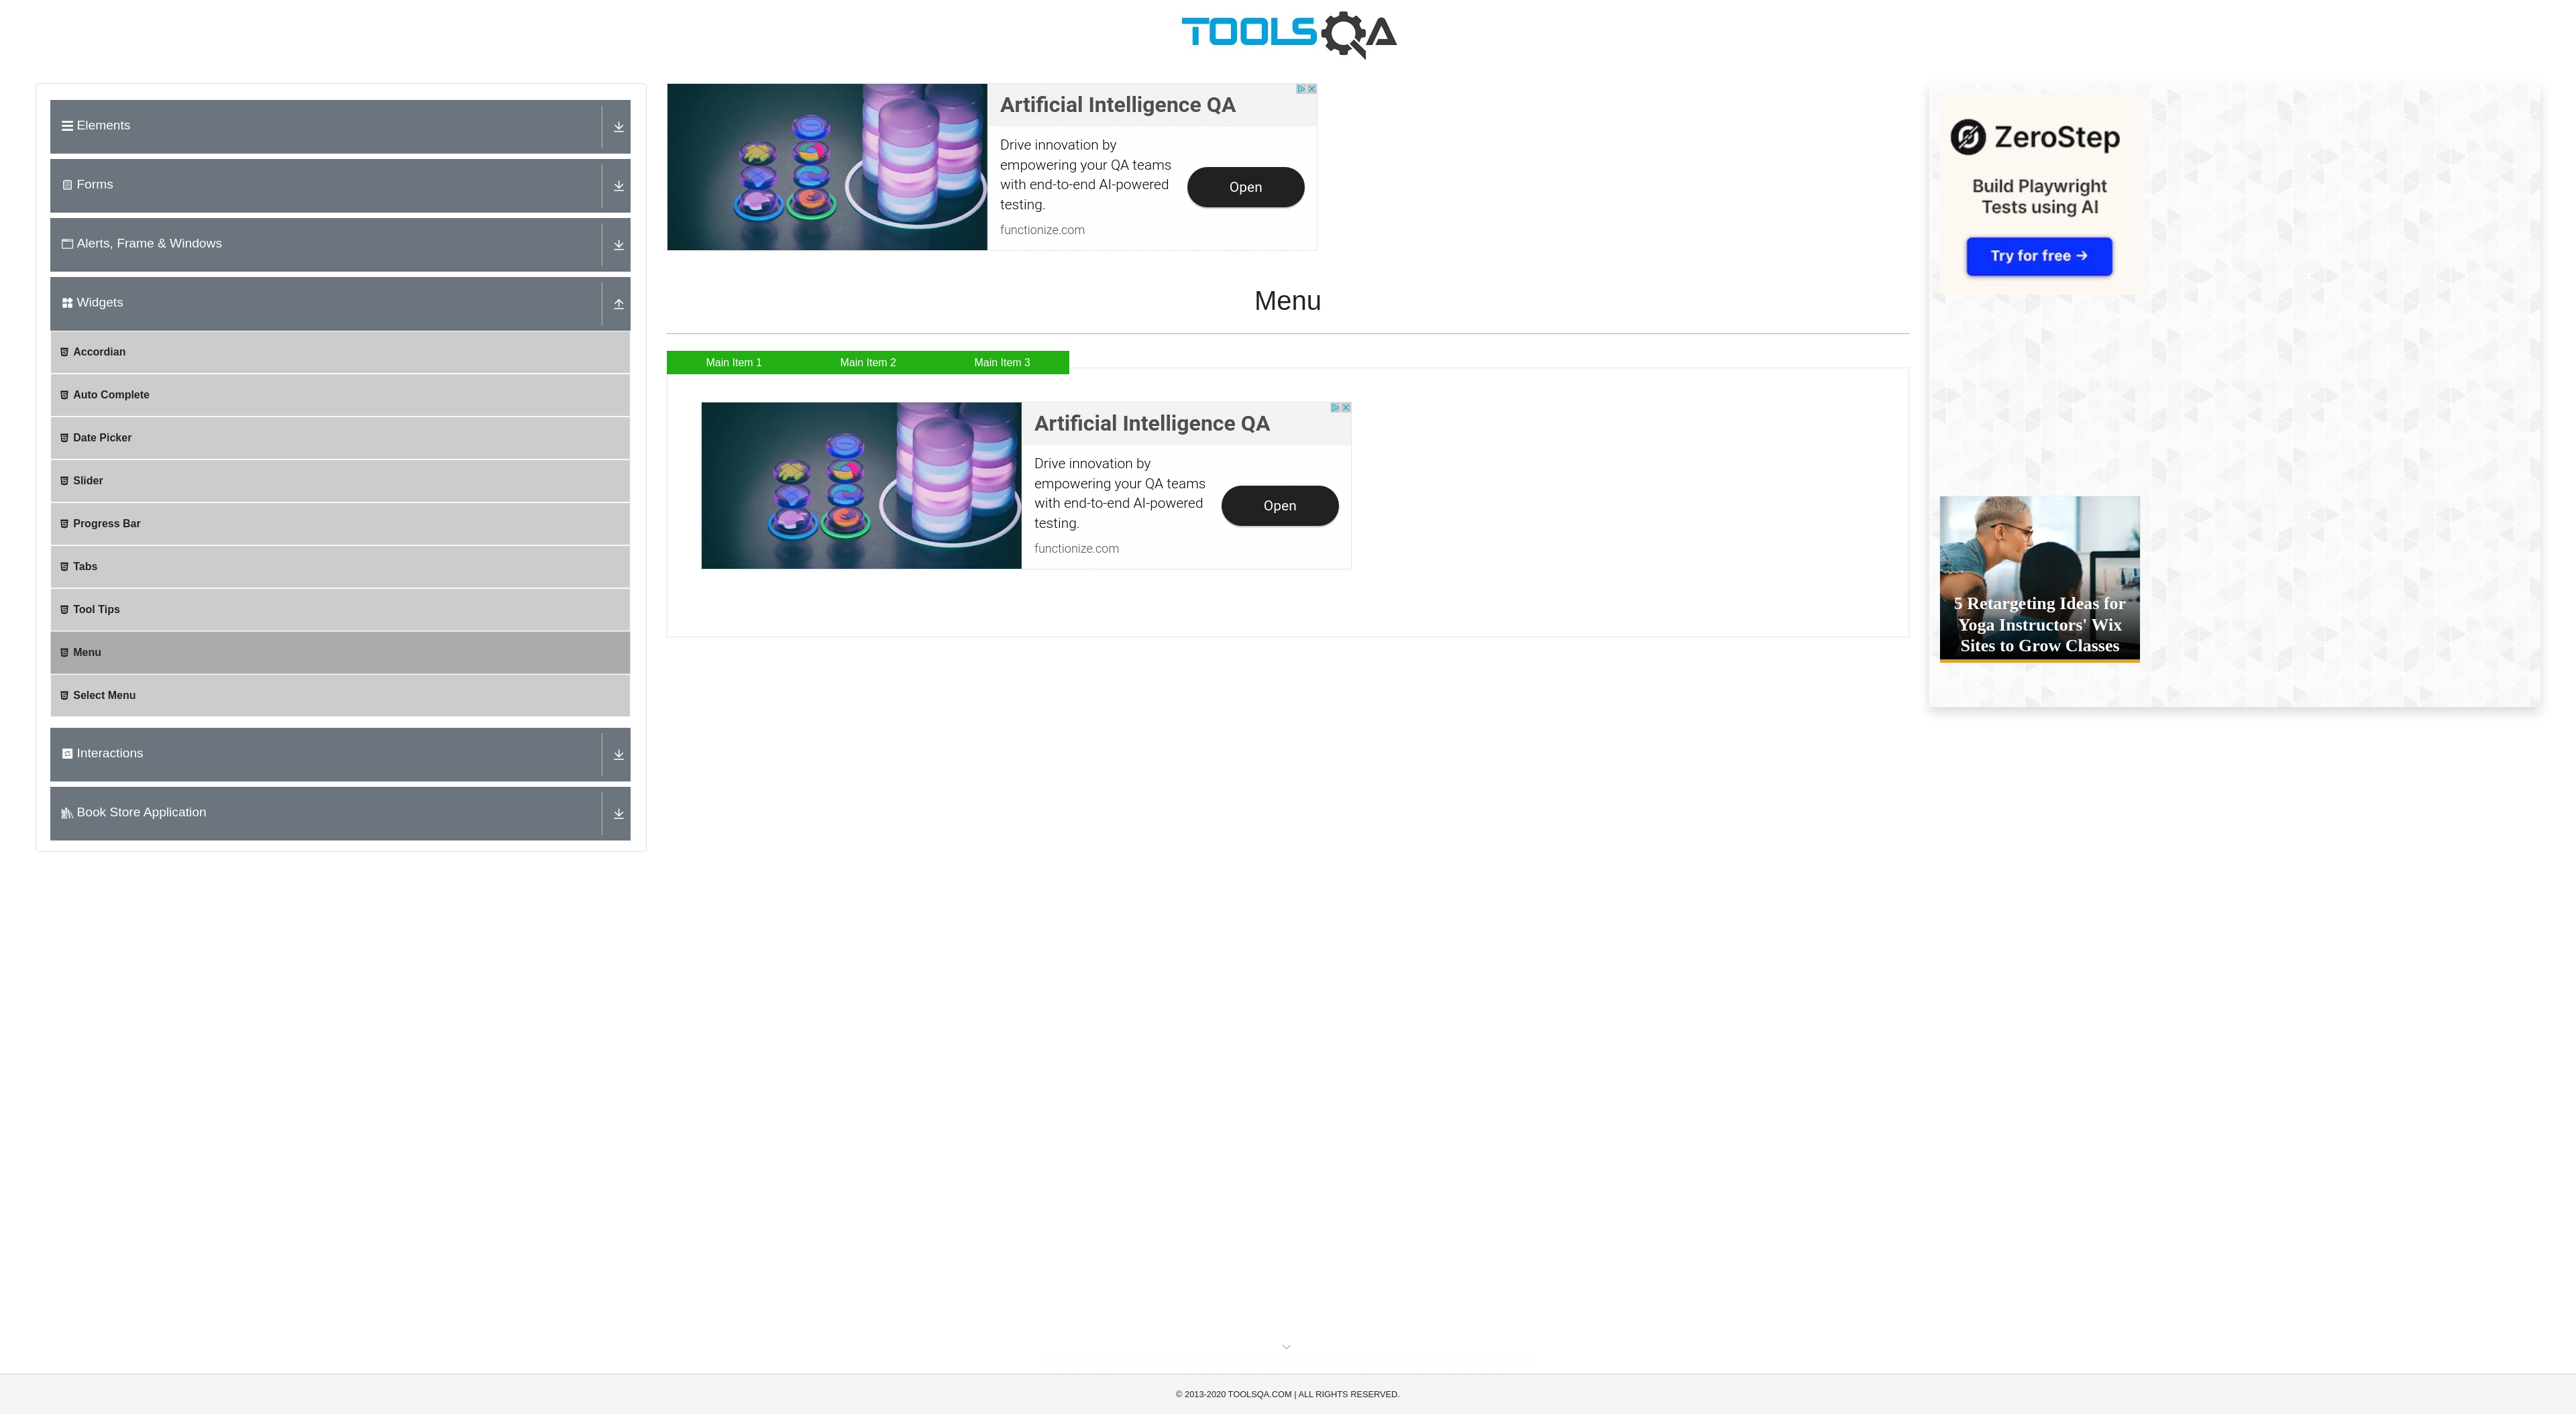 TOOLSQA
Elements
Forms
Alerts, Frame & Windows
Widgets
Accordian
Auto Complete
Date Picker
Slider
Progress Bar
Tabs
Tool Tips
Menu
Select Menu
Interactions
Book Store Application
Artificial Intelligence QA
Drive innovation by
empowering your QA teams
with end-to-end AI-powered
testing.
functionize.com
Open
Menu
Main Item 1
Main Item 2
Main Item 3
Artificial Intelligence QA
Drive innovation by
empowering your QA teams
with end-to-end AI-powered
testing.
functionize.com
Open
ZeroStep
Build Playwright
Tests using AI
Try for free →
5 Retargeting Ideas for
Yoga Instructors' Wix
Sites to Grow Classes
© 2013-2020 TOOLSQA.COM | ALL RIGHTS RESERVED.